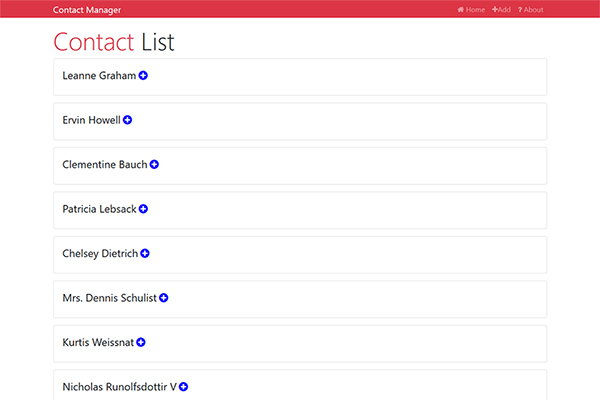 Contact Manager Home Add ? About
Contact List
Leanne Graham
Ervin Howell
Clementine Bauch
Patricia Lebsack
Chelsey Dietrich
Mrs. Dennis Schulist
Kurtis Weissnat
Nicholas Runolfsdottir V